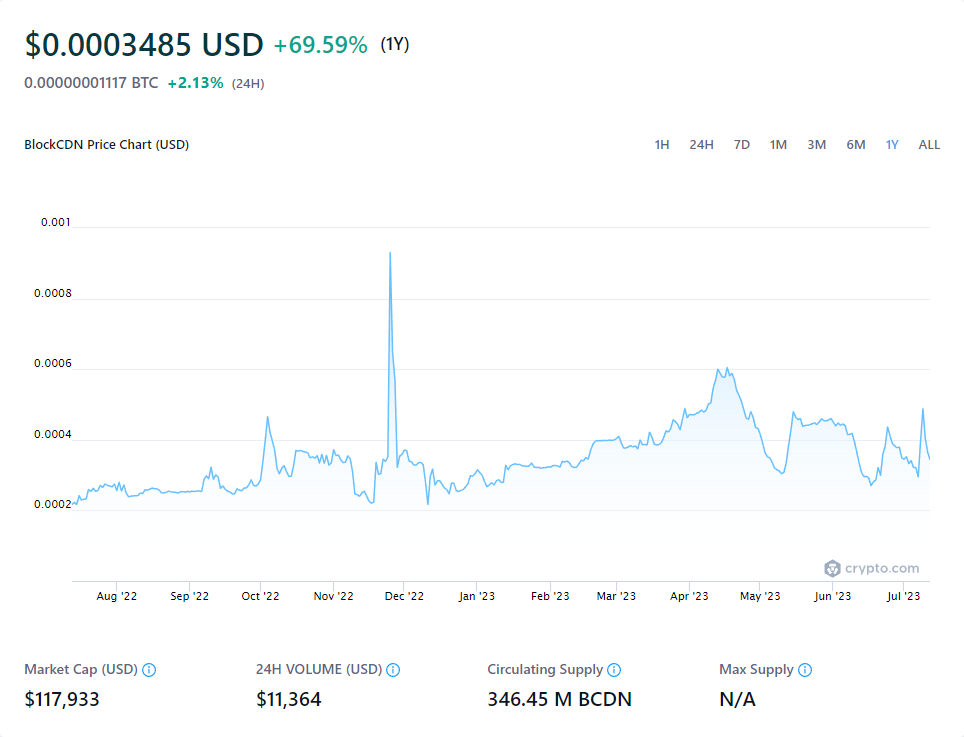 $0.0003485 USD +69.59% (1Y)
0.00000001117 BTC +2.13% (24H)
BlockCDN Price Chart (USD) 1H 24H 7D 1M 3M 6M 1Y ALL
0.001
0.0008
0.0006
0.0004
0.0002
crypto.com
Aug '22 Sep '22 Oct '22 Nov '22 Dec '22 Jan '23 Feb '23 Mar '23 Apr '23 May '23 Jun '23 Jul '23
Market Cap (USD) 24H VOLUME (USD) Circulating Supply Max Supply
$117,933 $11,364 346.45 M BCDN N/A